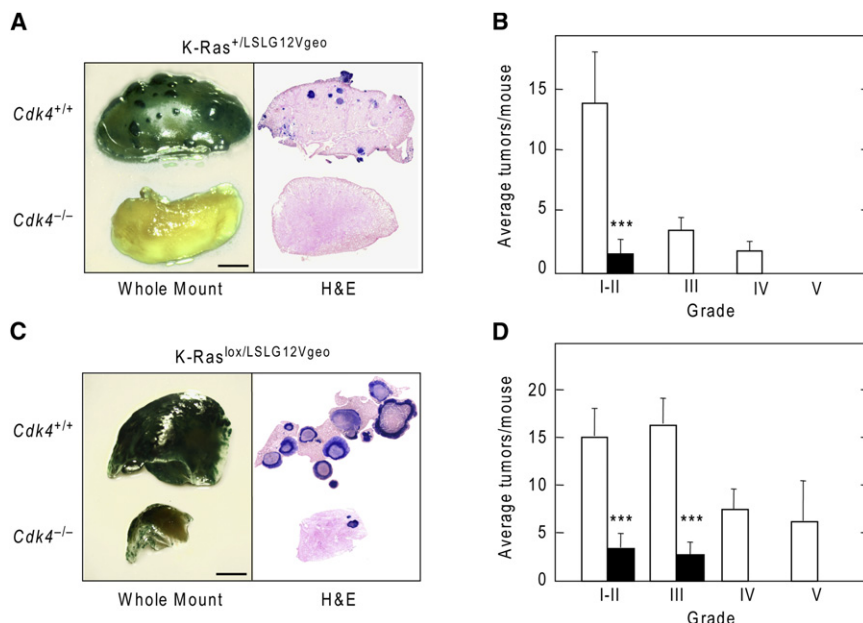 A
K-Ras+/LSLG12Vgeo
Cdk4+/+
Cdk4–/–
Whole Mount
H&E
B
Average tumors/mouse
15
10
5
0
***
I-II
III
IV
V
Grade
C
K-Raslox/LSLG12Vgeo
Cdk4+/+
Cdk4–/–
Whole Mount
H&E
D
Average tumors/mouse
20
15
10
5
0
***
***
I-II
III
IV
V
Grade